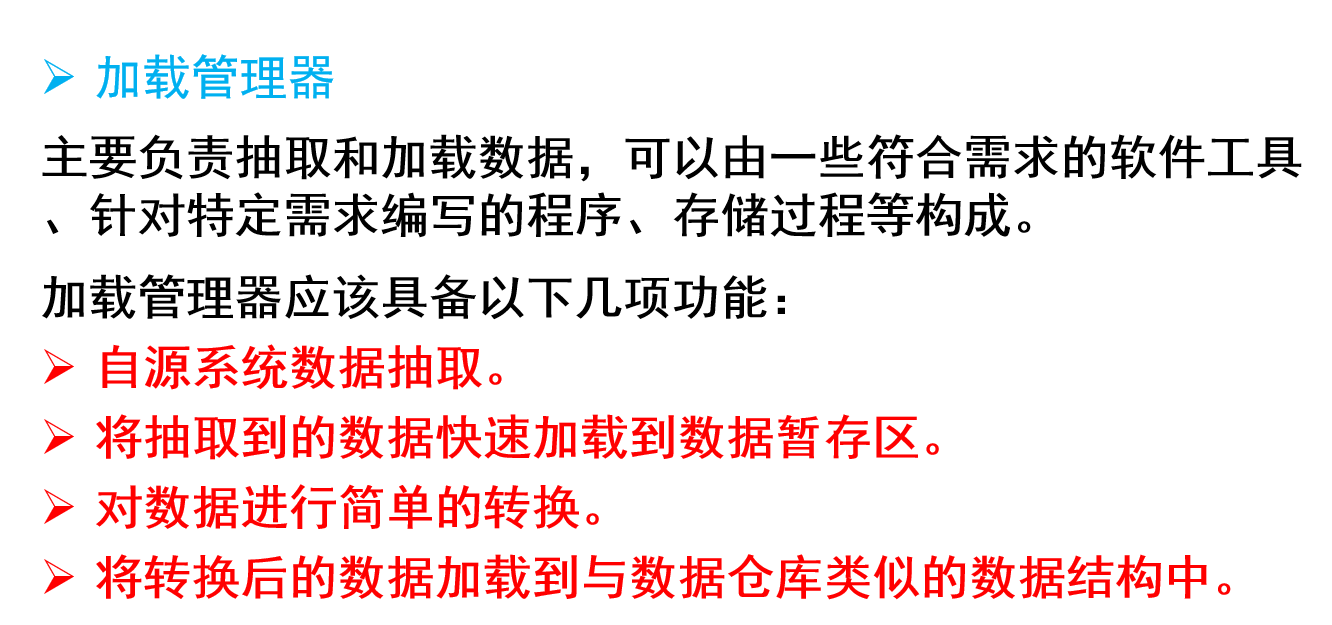 ➢ 加载管理器
主要负责抽取和加载数据，可以由一些符合需求的软件工具
、针对特定需求编写的程序、存储过程等构成。
加载管理器应该具备以下几项功能：
➢ 自源系统数据抽取。
➢ 将抽取到的数据快速加载到数据暂存区。
➢ 对数据进行简单的转换。
➢ 将转换后的数据加载到与数据仓库类似的数据结构中。